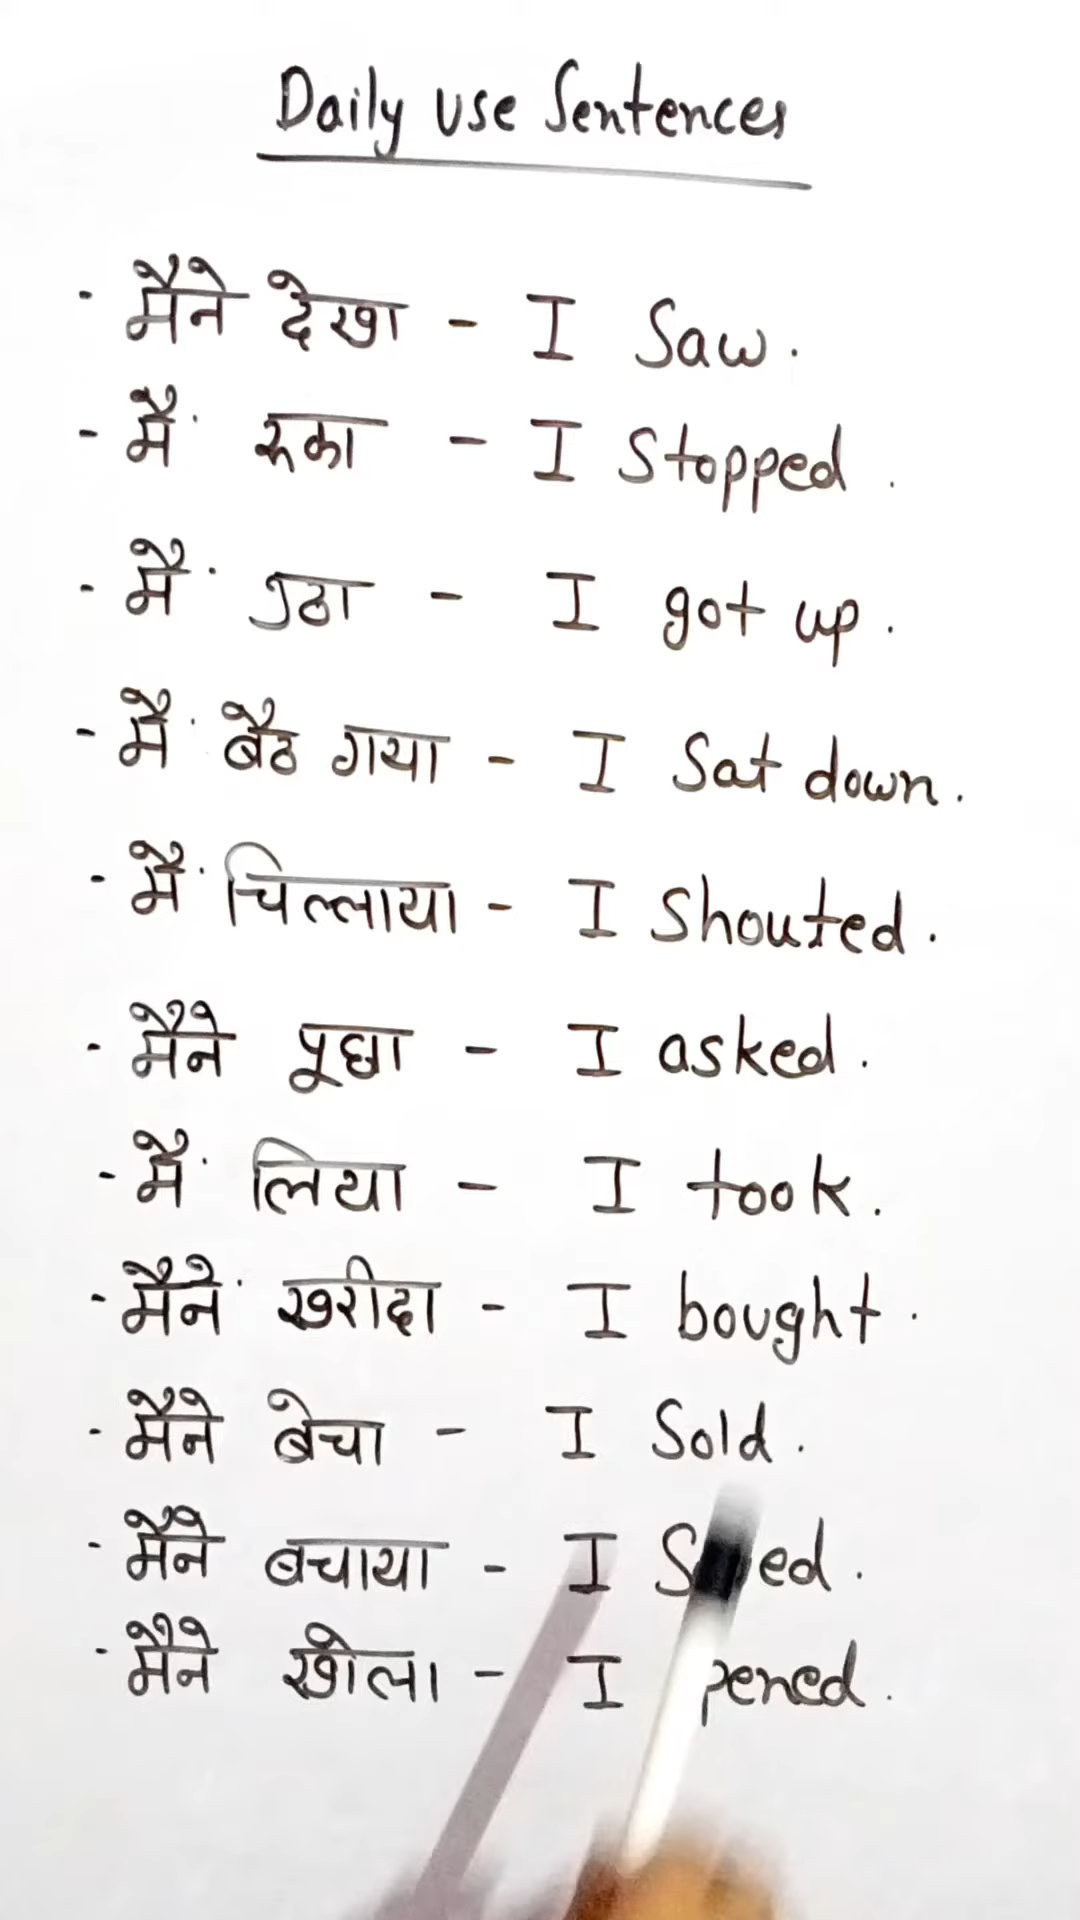 Daily use Sentences
- मैंने देखा - I Saw.
- मैं रुका - I Stopped.
- मैं उठा - I got up.
- मैं बैठ गया - I Sat down.
- मैं चिल्लाया - I Shouted.
- मैंने पूछा - I asked.
- मैं लिया - I took.
- मैंनें खरीदा - I bought.
- मैंने बेचा - I Sold.
- मैंने बचाया - I
- मैंने खोला - I